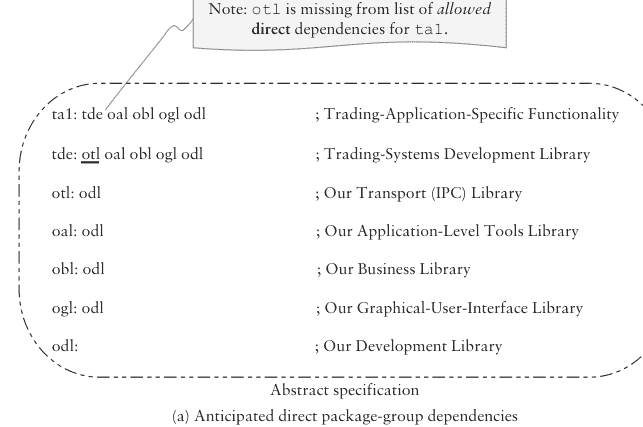 Note: otl is missing from list of allowed
direct dependencies for ta1.
ta1: tde oal obl ogl odl ; Trading-Application-Specific Functionality
tde: otl oal obl ogl odl ; Trading-Systems Development Library
otl: odl ; Our Transport (IPC) Library
oal: odl ; Our Application-Level Tools Library
obl: odl ; Our Business Library
ogl: odl ; Our Graphical-User-Interface Library
odl: ; Our Development Library
Abstract specification
(a) Anticipated direct package-group dependencies